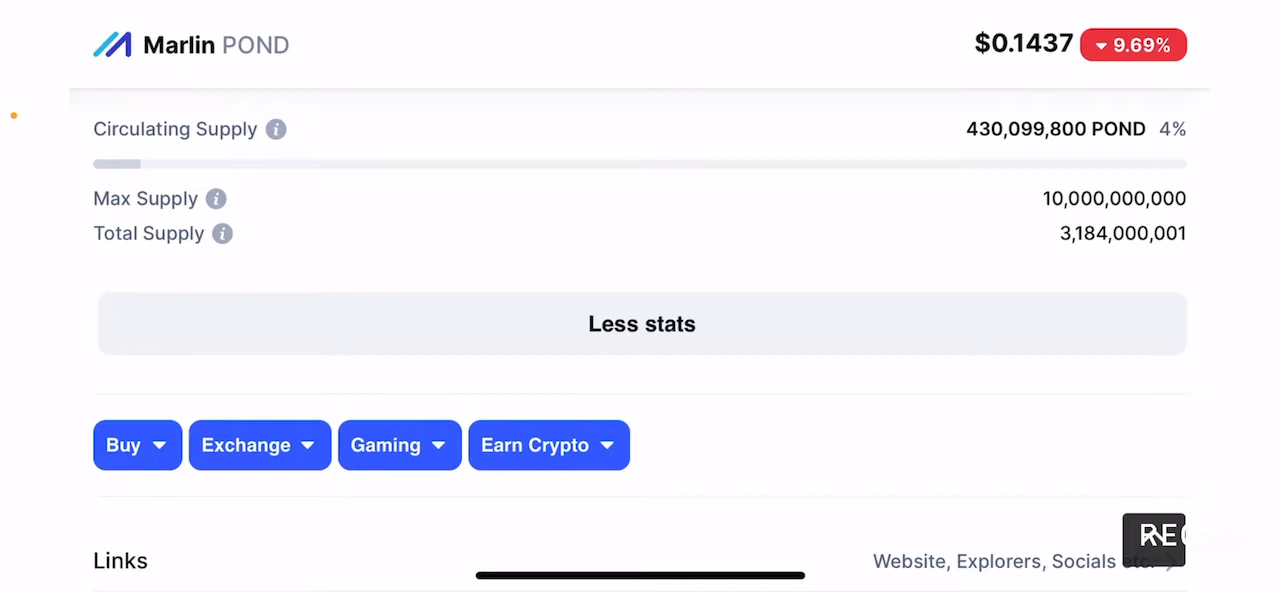 Marlin POND
$0.1437 9.69%
Circulating Supply
430,099,800 POND 4%
Max Supply
10,000,000,000
Total Supply
3,184,000,001
Less stats
Buy
Exchange
Gaming
Earn Crypto
Links
Website, Explorers, Socials etc.